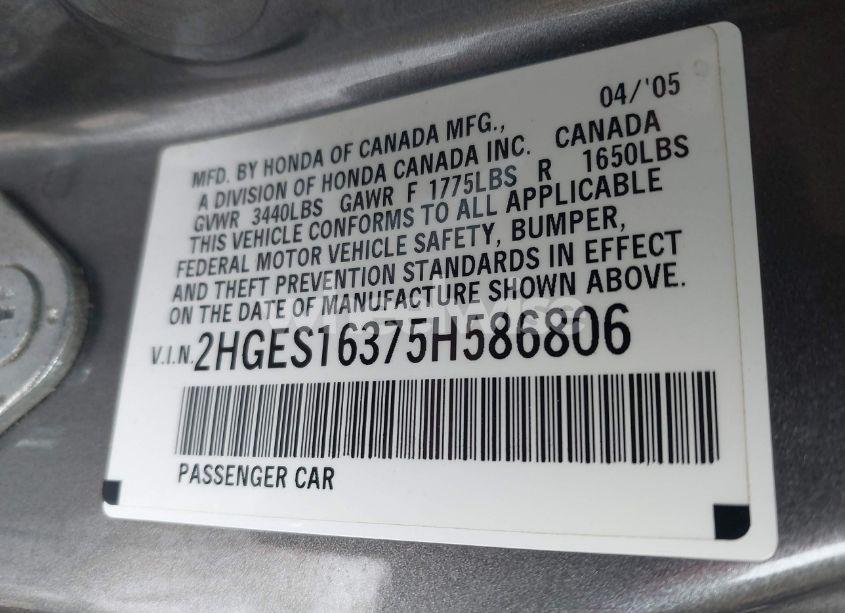 04/'05
MFD. BY HONDA OF CANADA MFG.,
A DIVISION OF HONDA CANADA INC. CANADA
GVWR 3440LBS GAWR F 1775LBS R 1650LBS
THIS VEHICLE CONFORMS TO ALL APPLICABLE
FEDERAL MOTOR VEHICLE SAFETY, BUMPER,
AND THEFT PREVENTION STANDARDS IN EFFECT
ON THE DATE OF MANUFACTURE SHOWN ABOVE.
V.I.N. 2HGES16375H586806
PASSENGER CAR